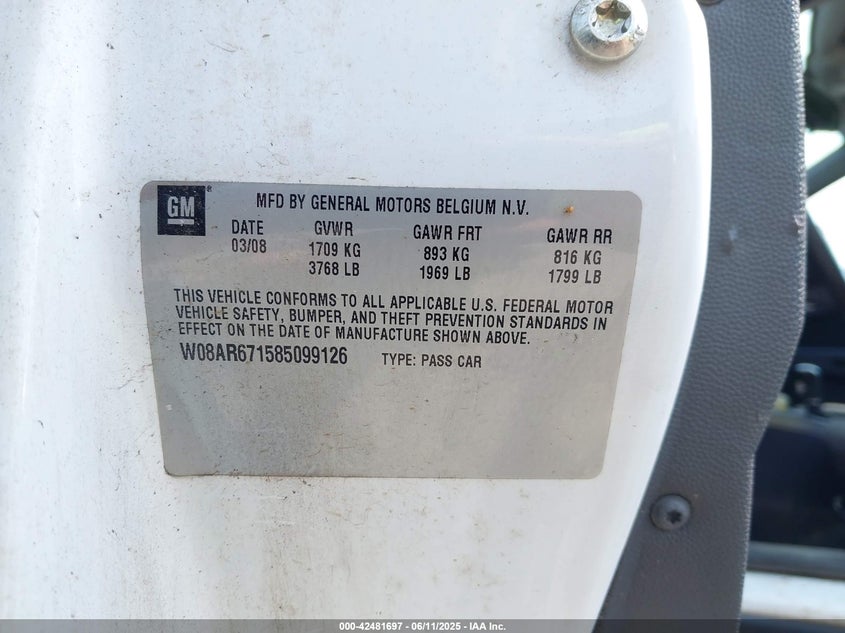 GM®
MFD BY GENERAL MOTORS BELGIUM N.V.
DATE GVWR GAWR FRT GAWR RR
03/08 1709 KG 893 KG 816 KG
3768 LB 1969 LB 1799 LB
THIS VEHICLE CONFORMS TO ALL APPLICABLE U.S. FEDERAL MOTOR
VEHICLE SAFETY, BUMPER, AND THEFT PREVENTION STANDARDS IN
EFFECT ON THE DATE OF MANUFACTURE SHOWN ABOVE.
W08AR671585099126 TYPE: PASS CAR
000-42481697 - 06/11/2025 - IAA Inc.